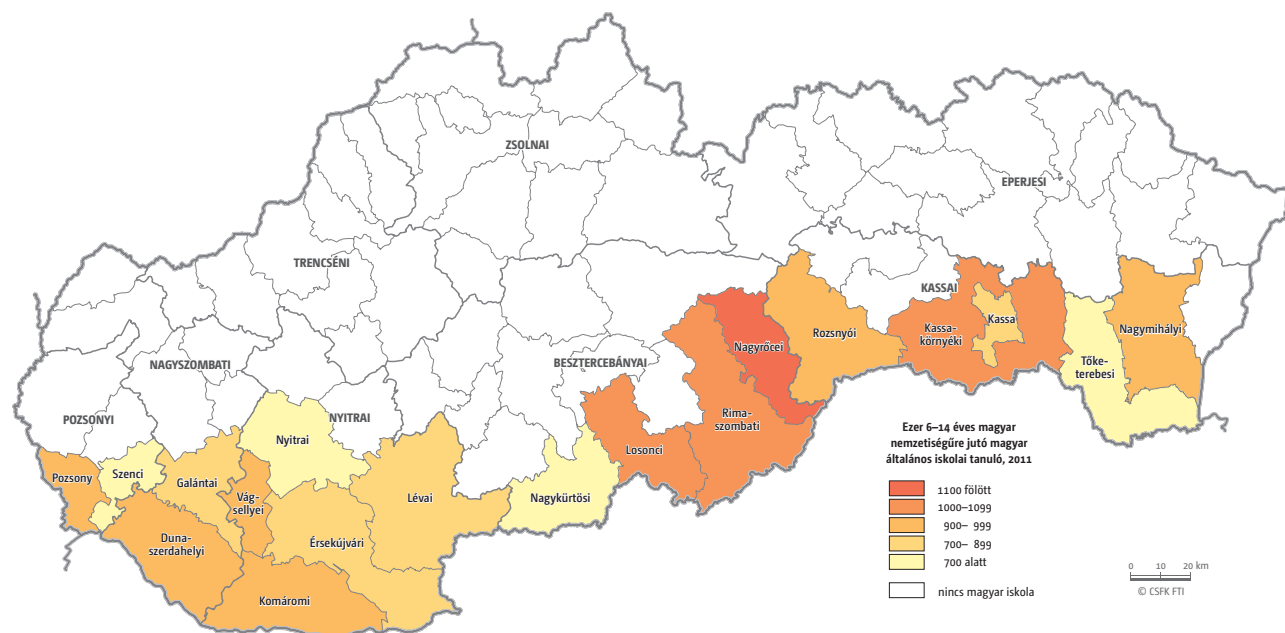 ZSOLNAI
EPERJESI
TRENCSÉNI
KASSAI
Nagymihályi
Kassa
Kassa-
környéki
Rozsnyói
Nagyrőcei
BESZTERCEBÁNYAI
NAGYSZOMBATI
Tőke-
terebesi
POZSONYI
NYITRAI
Rima-
szombati
Nyitrai
Losonci
Szenci
Pozsony
Galántai
Vág-
sellyei
Lévai
Nagykürtösi
Duna-
szerdahelyi
Érsekújvári
Komáromi
Ezer 6–14 éves magyar
nemzetiségűre jutó magyar
általános iskolai tanuló, 2011
1100 fölött
1000–1099
900– 999
700– 899
700 alatt
nincs magyar iskola
0 10 20 km
© CSFK FTI